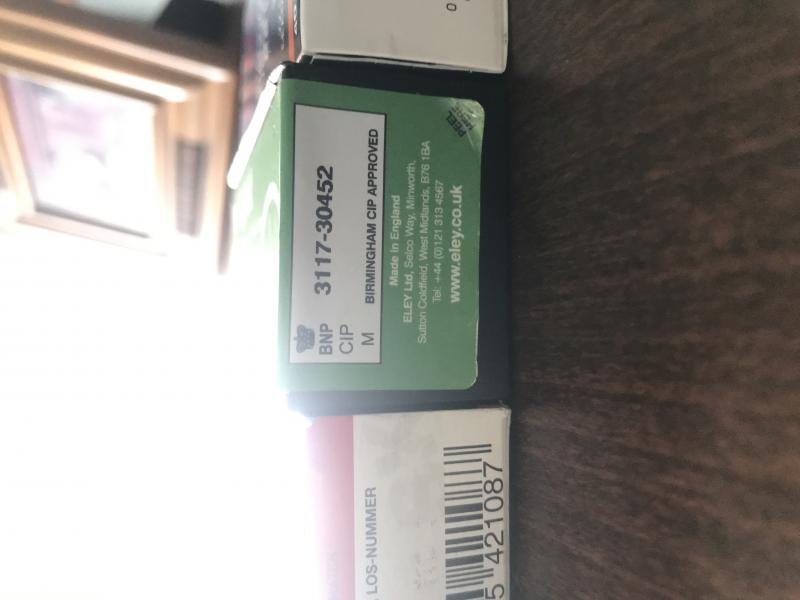 BNP
CIP
M
3117-30452
BIRMINGHAM CIP APPROVED
Made In England
ELEY Ltd, Selco Way, Minworth,
Sutton Coldfield, West Midlands, B76 1BA
Tel: +44 (0)121 313 4567
www.eley.co.uk
PEEL
LOS-NUMMER
5 421087
0